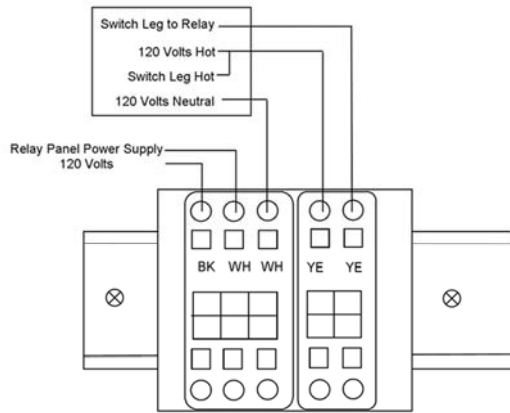 Switch Leg to Relay
120 Volts Hot
Switch Leg Hot
120 Volts Neutral
Relay Panel Power Supply
120 Volts
BK WH WH YE YE